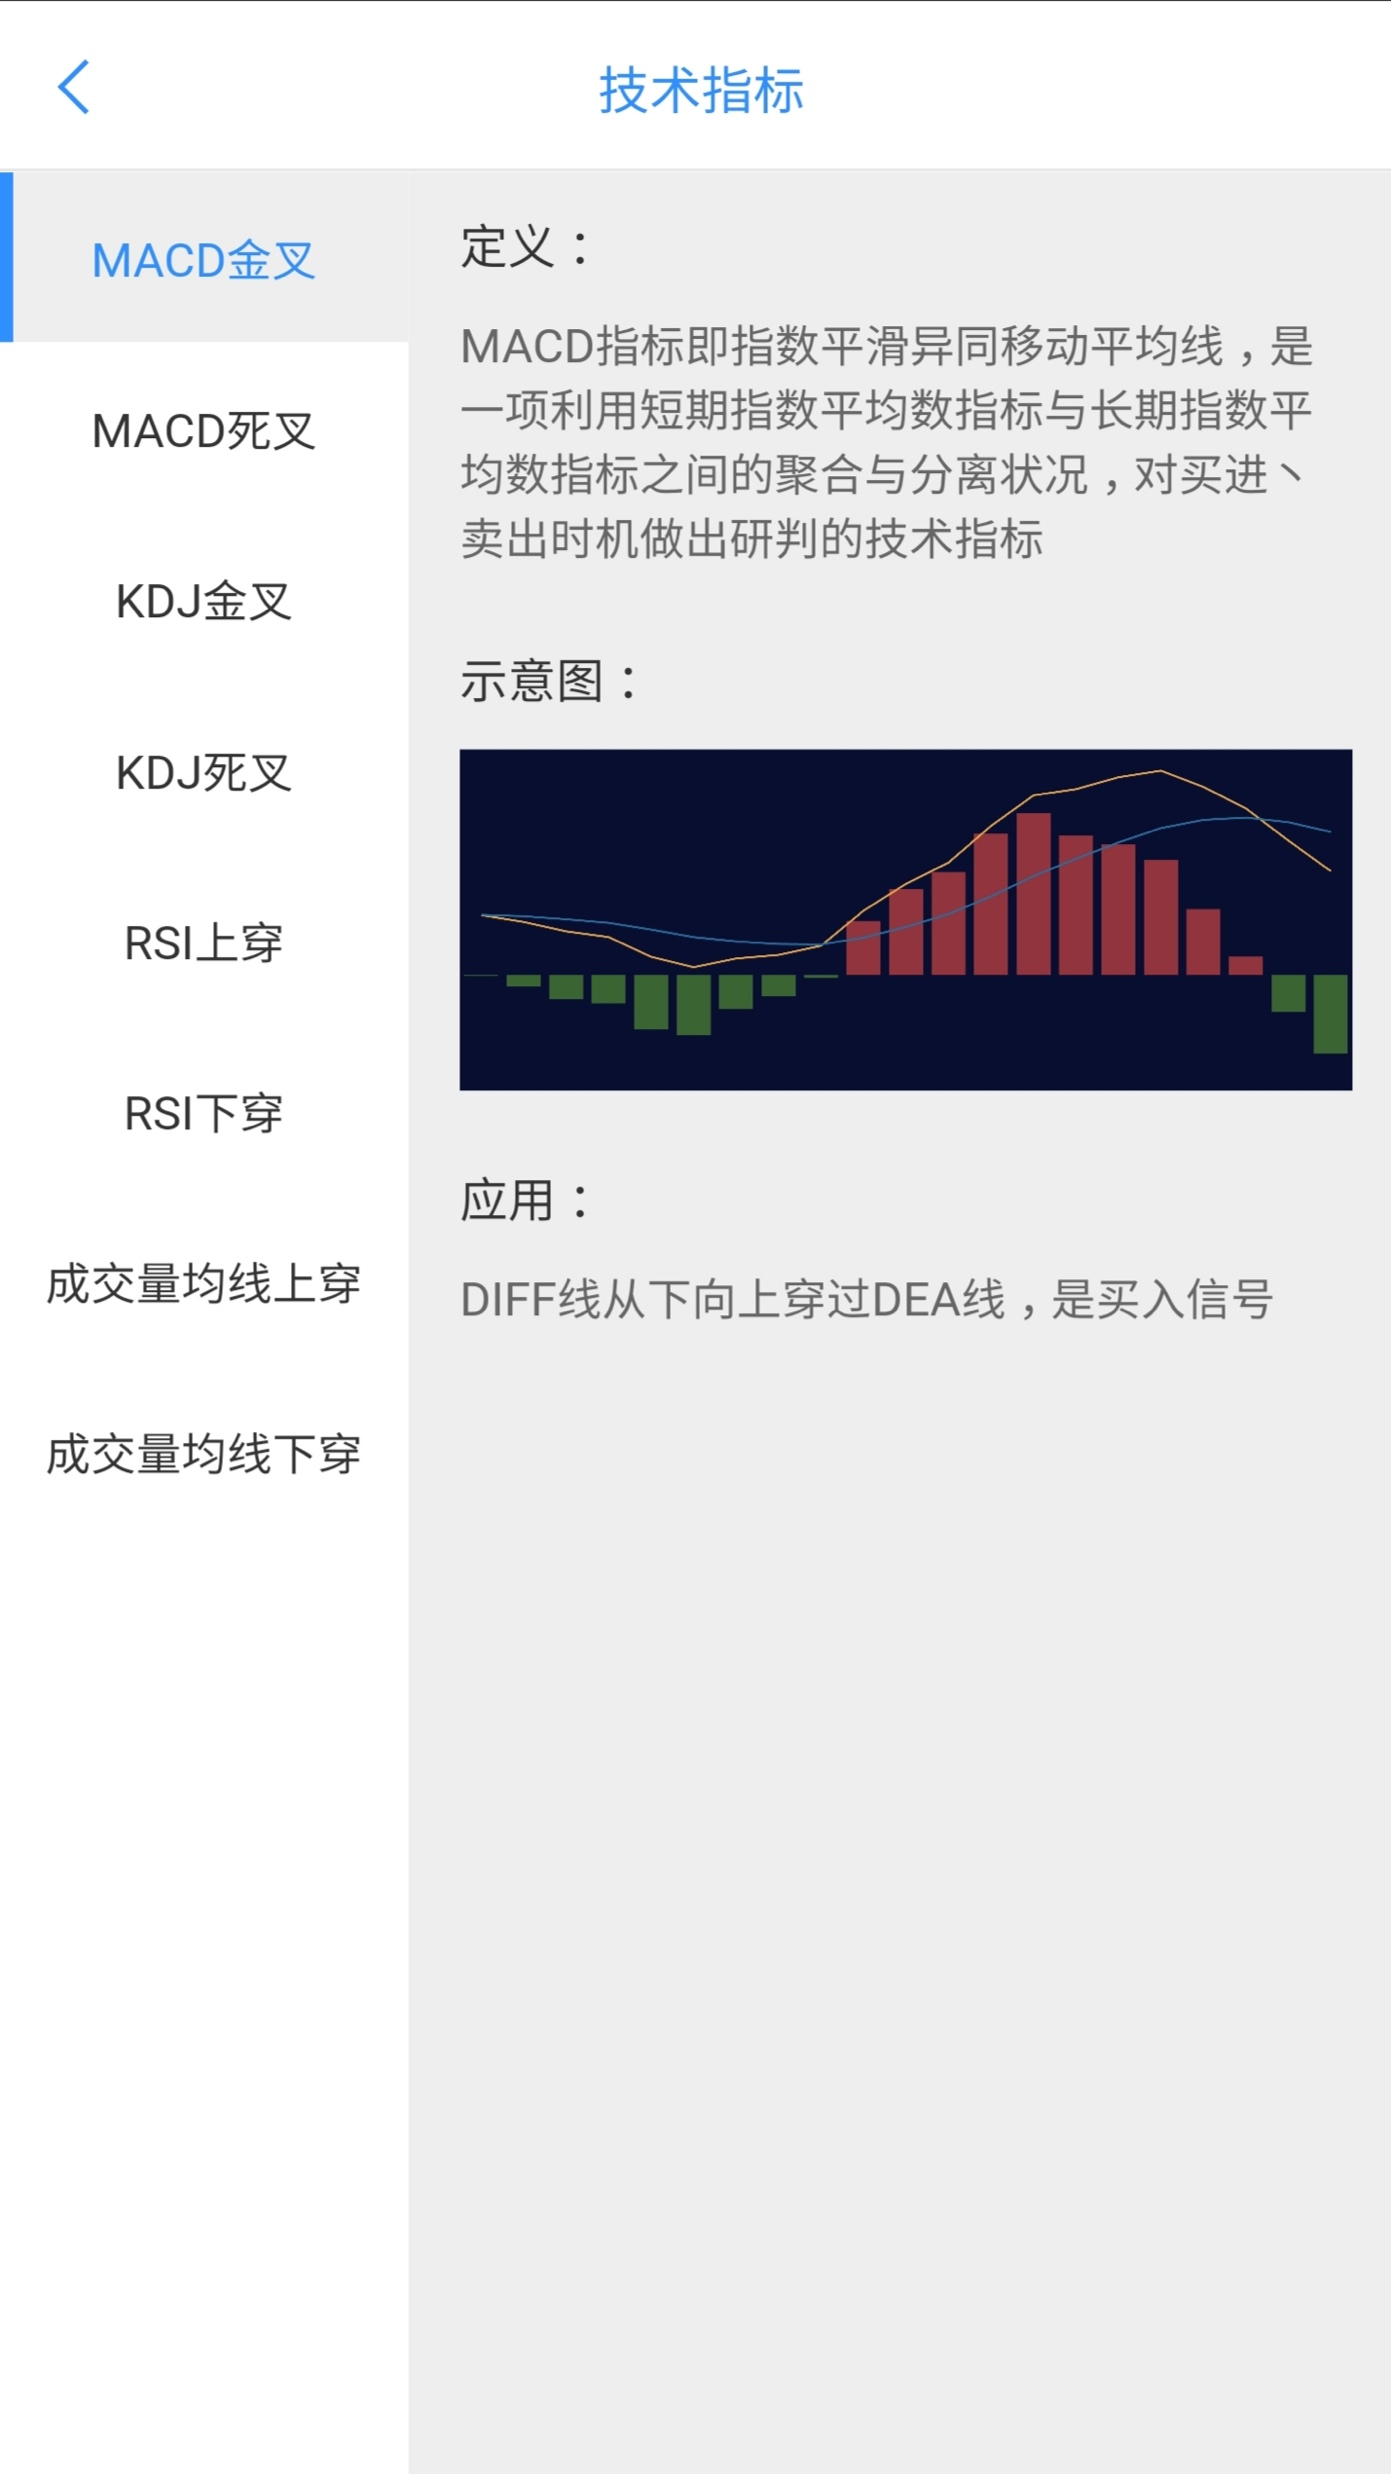 技术指标
MACD金叉
MACD死叉
KDJ金叉
KDJ死叉
RSI上穿
RSI下穿
成交量均线上穿
成交量均线下穿
定义：
MACD指标即指数平滑异同移动平均线，是
一项利用短期指数平均数指标与长期指数平
均数指标之间的聚合与分离状况，对买进、
卖出时机做出研判的技术指标
示意图：
应用：
DIFF线从下向上穿过DEA线，是买入信号